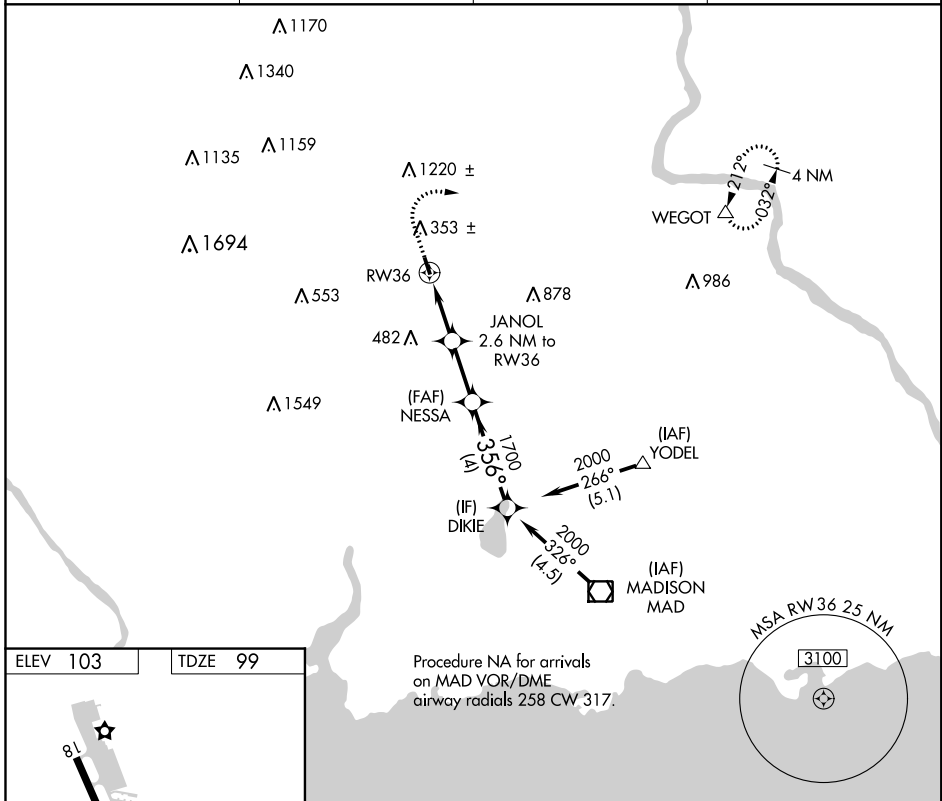 1170
1340
1159
1135
1220 ±
4 NM
212°
032°
WEGOT
353 ±
1694
RW36
986
553
878
JANOL
2.6 NM to
RW36
482
(FAF)
NESSA
1549
1700
356°
(4)
(IAF)
YODEL
2000
266°
(5.1)
(IF)
DIKIE
2000
326°
(4.5)
(IAF)
MADISON
MAD
MSA RW36 25 NM
3100
Procedure NA for arrivals
on MAD VOR/DME
airway radials 258 CW 317.
ELEV 103
TDZE 99
18